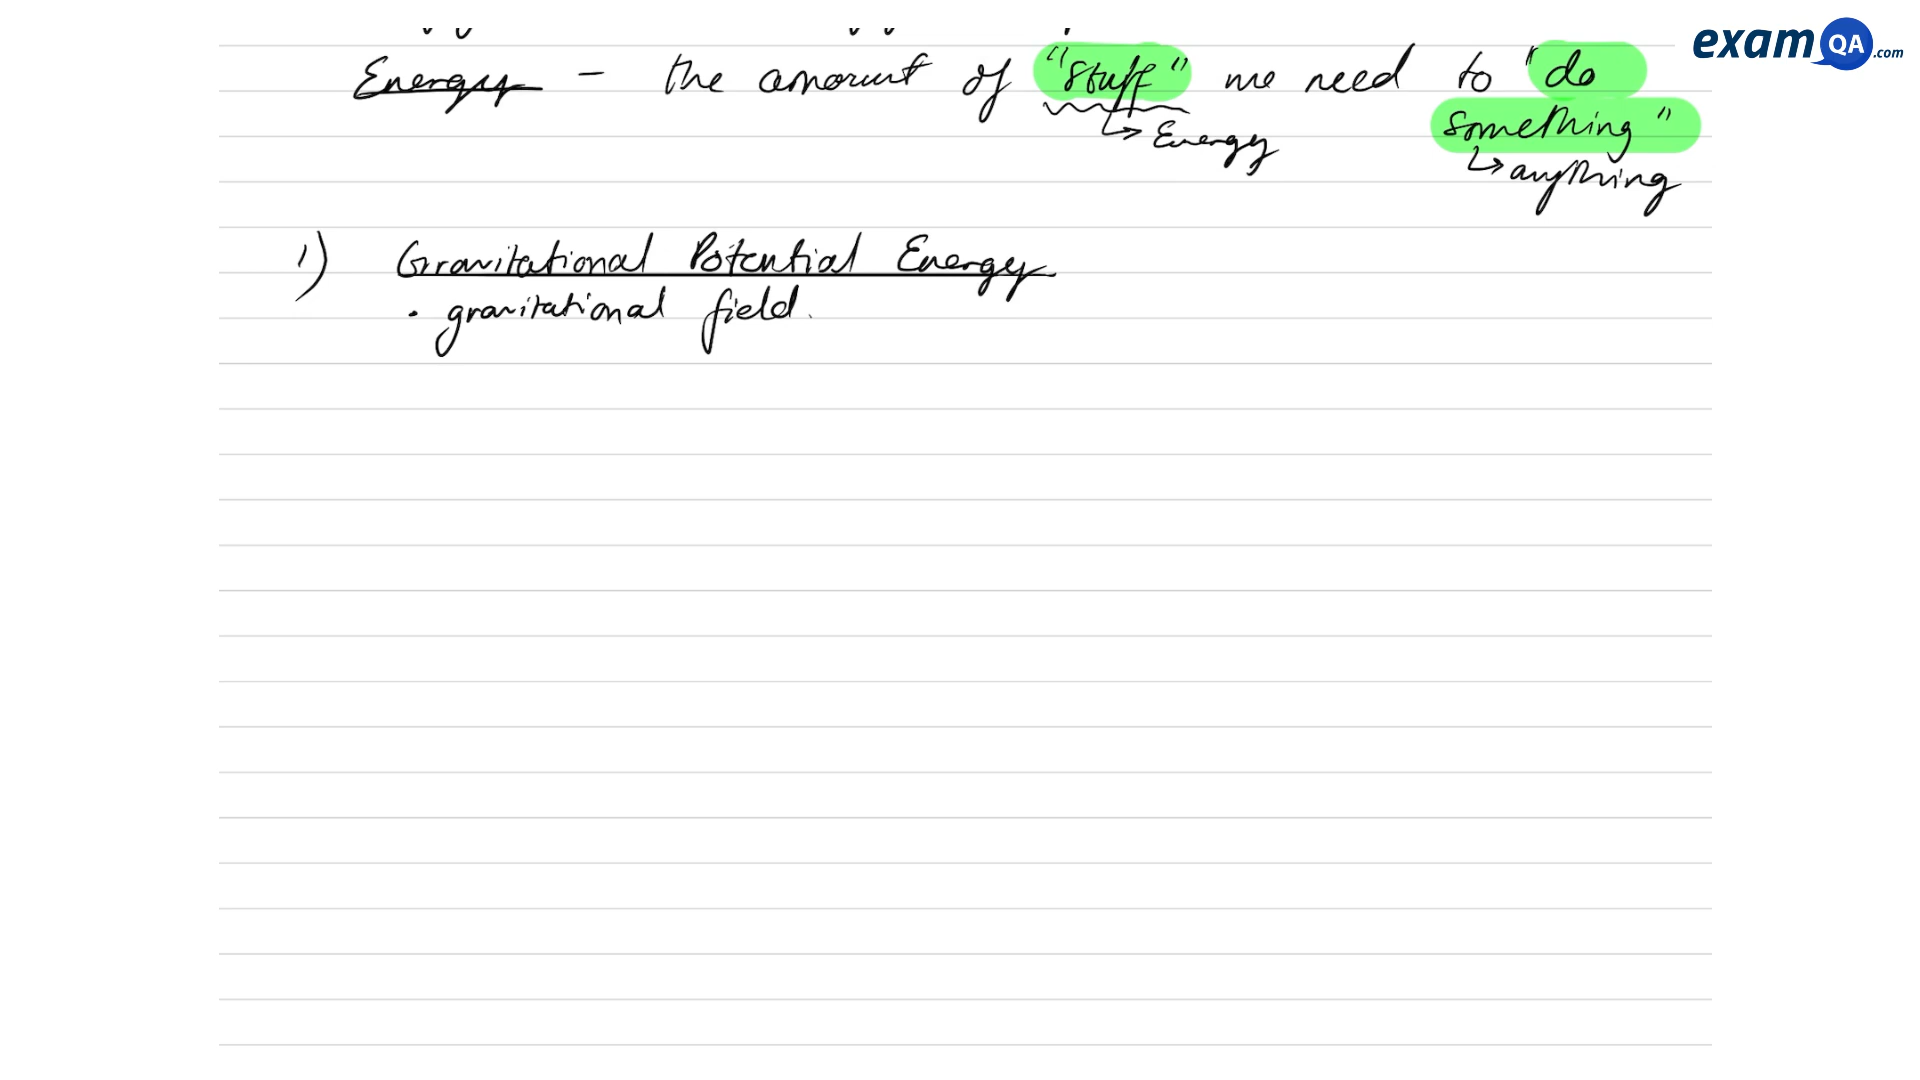 examQA.com
Energy - the amount of "stuff" we need to "do
something"
↳ Energy
↳ anything
1) Gravitational Potential Energy
· gravitational field.